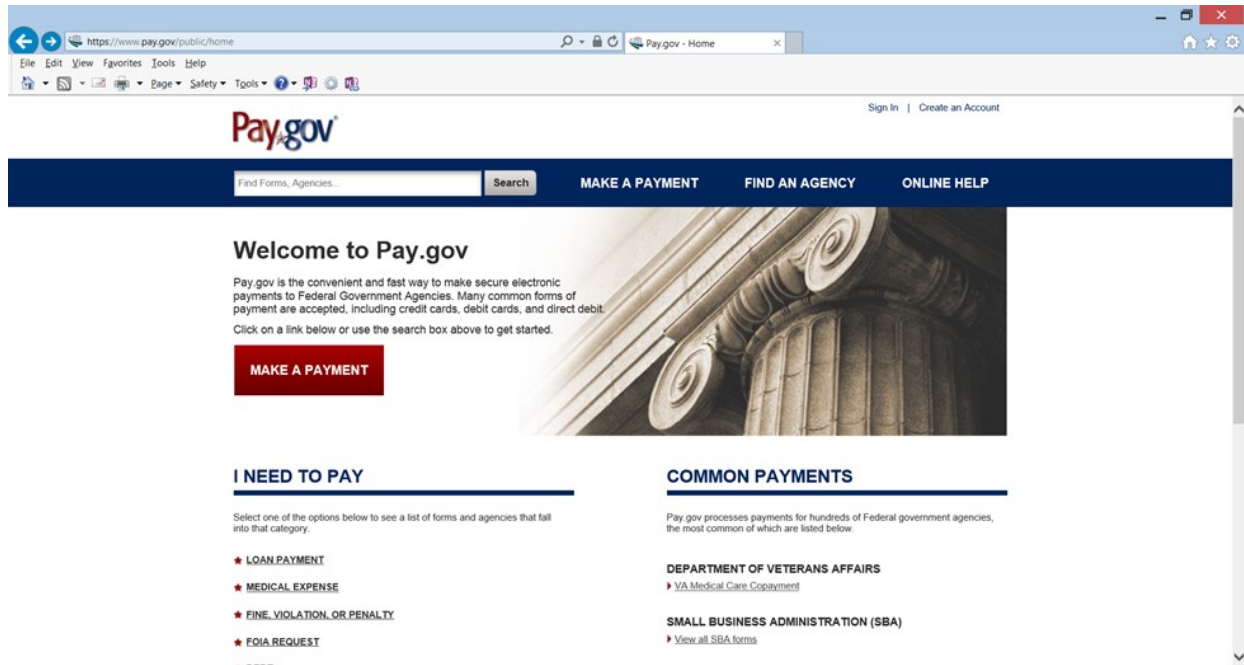 https://www.pay.gov/public/home
Pay.gov - Home
File Edit View Favorites Tools Help
Page Safety Tools
Sign In | Create an Account
Pay.gov
Find Forms, Agencies...
Search
MAKE A PAYMENT
FIND AN AGENCY
ONLINE HELP
Welcome to Pay.gov
Pay.gov is the convenient and fast way to make secure electronic
payments to Federal Government Agencies. Many common forms of
payment are accepted, including credit cards, debit cards, and direct debit.
Click on a link below or use the search box above to get started.
MAKE A PAYMENT
I NEED TO PAY
Select one of the options below to see a list of forms and agencies that fall
into that category.
LOAN PAYMENT
MEDICAL EXPENSE
FINE, VIOLATION, OR PENALTY
FOIA REQUEST
COMMON PAYMENTS
Pay.gov processes payments for hundreds of Federal government agencies,
the most common of which are listed below.
DEPARTMENT OF VETERANS AFFAIRS
VA Medical Care Copayment
SMALL BUSINESS ADMINISTRATION (SBA)
View all SBA forms